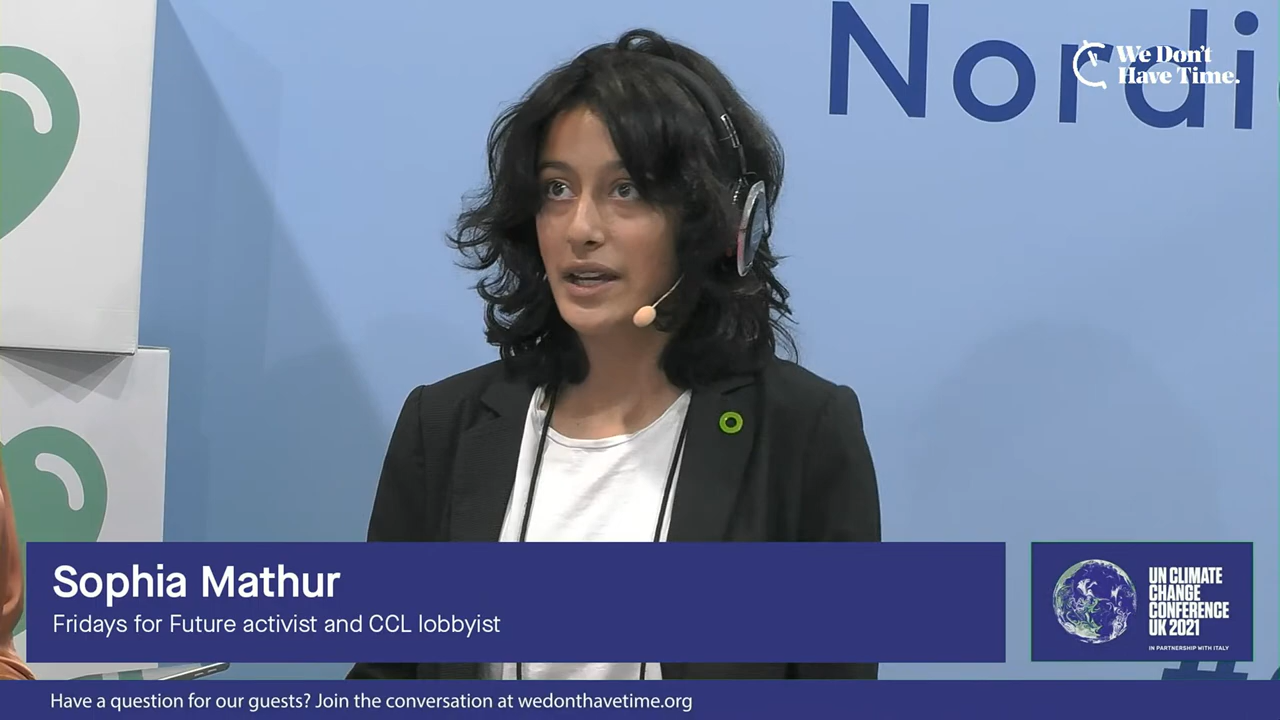 Nordi
We Don't
Have Time.
Sophia Mathur
Fridays for Future activist and CCL lobbyist
UN CLIMATE
CHANGE
CONFERENCE
UK 2021
IN PARTNERSHIP WITH ITALY
Have a question for our guests? Join the conversation at wedonthavetime.org